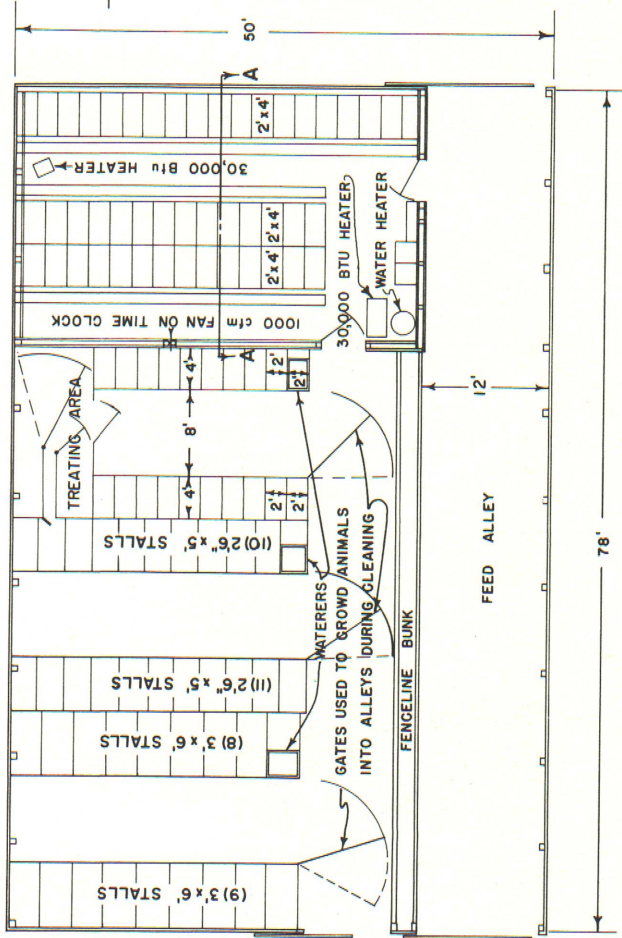 50'
A
2'x4'
30,000 Btu HEATER
2'x4' 2'x4'
1000 cfm FAN ON TIME CLOCK
A
30,000 BTU HEATER
WATER HEATER
TREATING AREA
4'
8'
4'
2'
2'
2'
2'
12'
(10) 2'6" x 5' STALLS
WATERERS
(11) 2'6" x 5' STALLS
(8) 3' x 6' STALLS
GATES USED TO CROWD ANIMALS
INTO ALLEYS DURING CLEANING
(9) 3' x 6' STALLS
FENCELINE BUNK
FEED ALLEY
78'